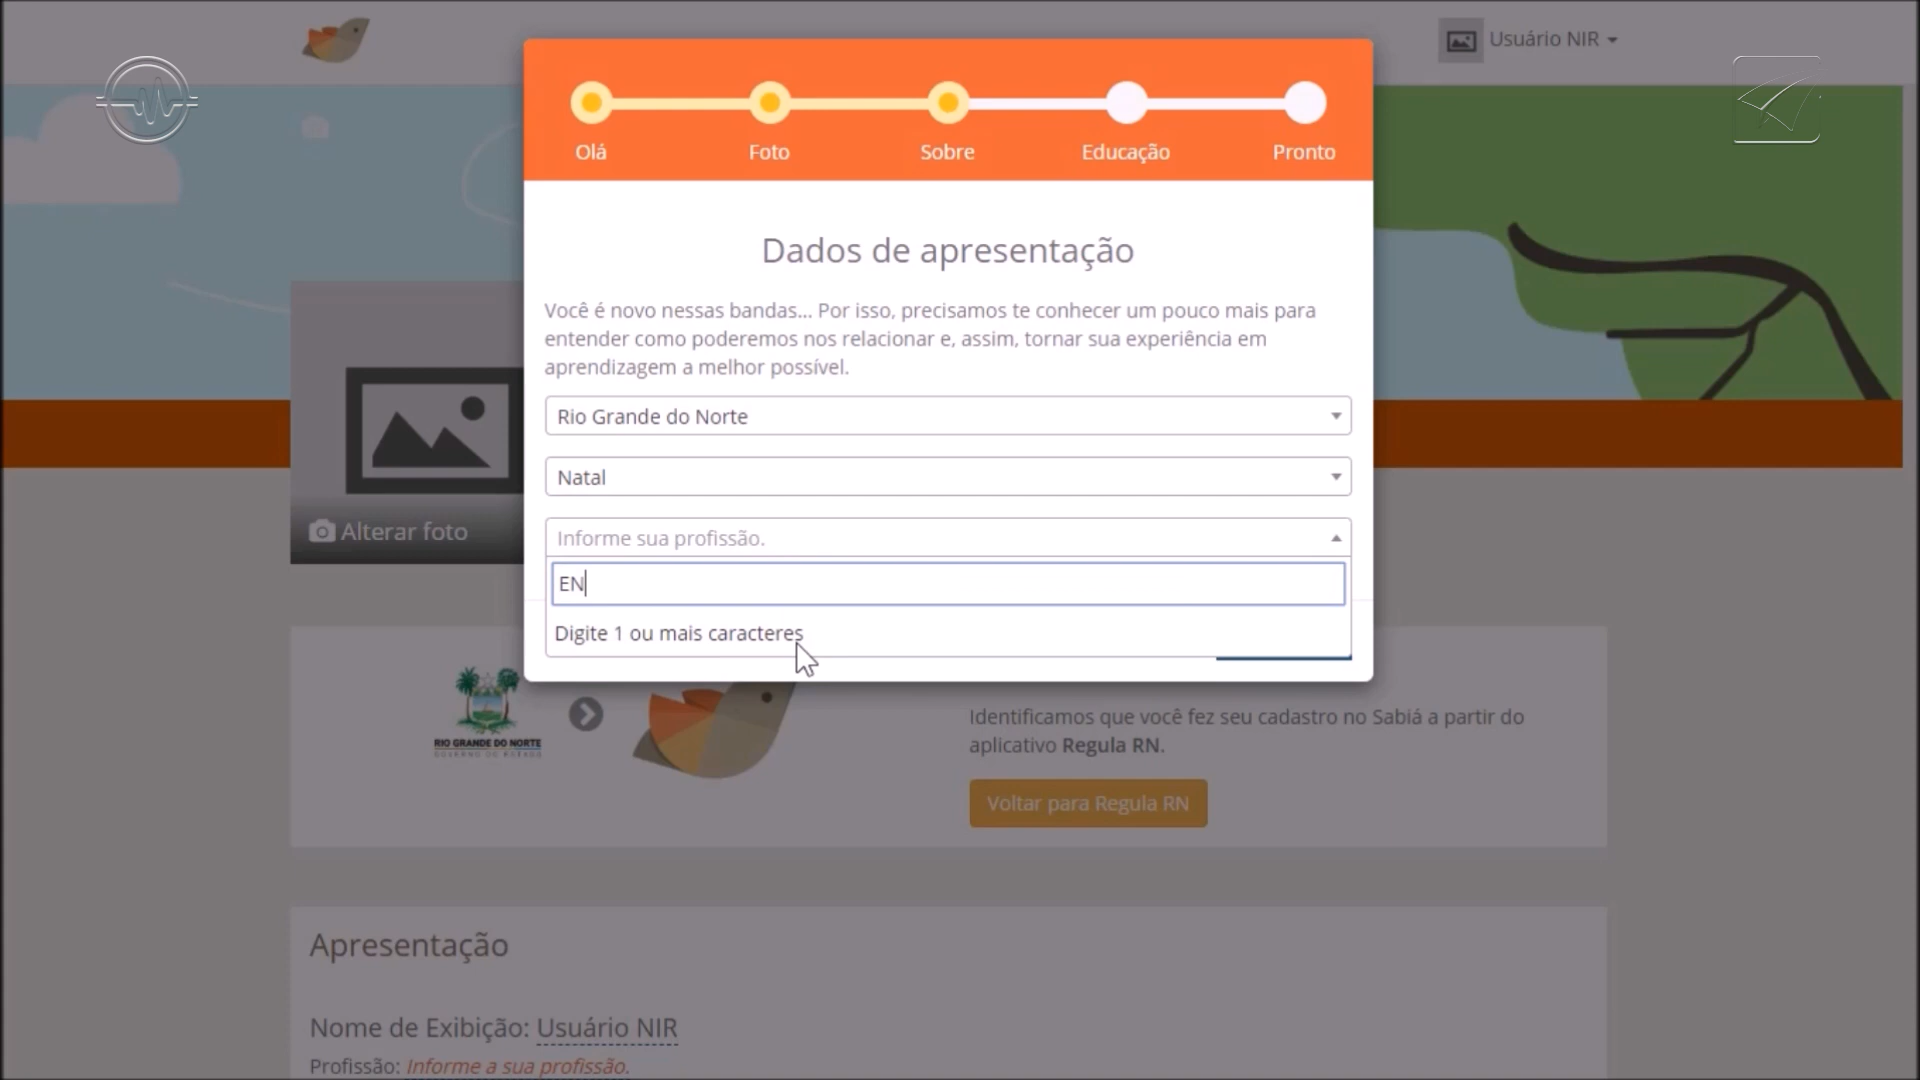 Usuário NIR
Olá
Foto
Sobre
Educação
Pronto
Dados de apresentação
Você é novo nessas bandas... Por isso, precisamos te conhecer um pouco mais para
entender como poderemos nos relacionar e, assim, tornar sua experiência em
aprendizagem a melhor possível.
Rio Grande do Norte
Natal
Informe sua profissão.
EN
Digite 1 ou mais caracteres
Alterar foto
RIO GRANDE DO NORTE
GOVERNO DO ESTADO
Identificamos que você fez seu cadastro no Sabiá a partir do
aplicativo Regula RN.
Voltar para Regula RN
Apresentação
Nome de Exibição: Usuário NIR
Profissão: Informe a sua profissão.